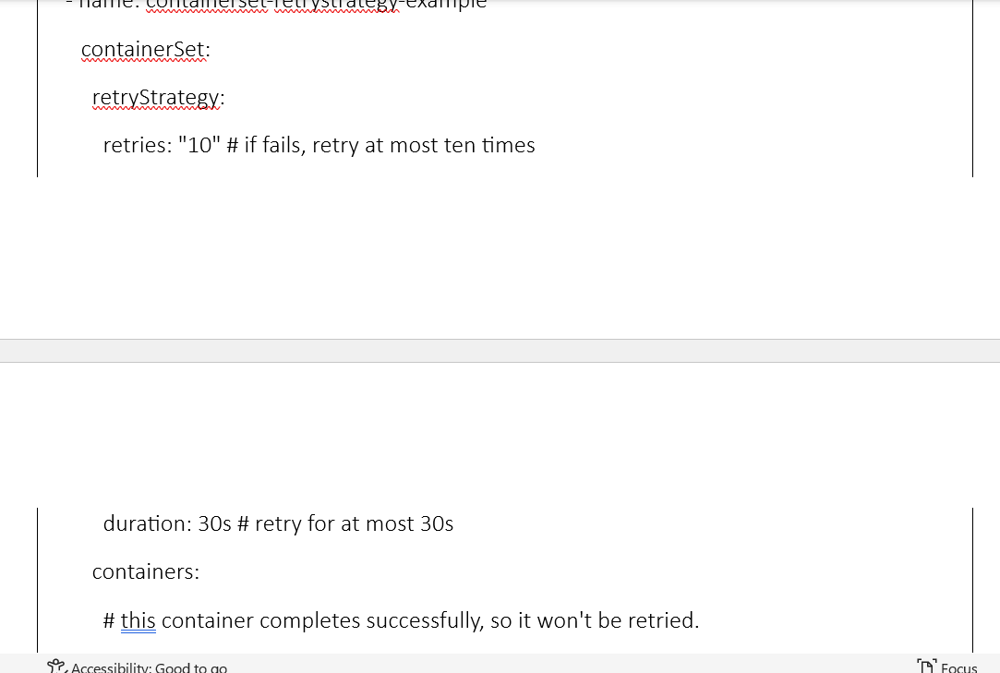 - name: containerset-retrystrategy-example
containerSet:
retryStrategy:
retries: "10" # if fails, retry at most ten times
duration: 30s # retry for at most 30s
containers:
# this container completes successfully, so it won't be retried.
Accessibility: Good to go
Focus